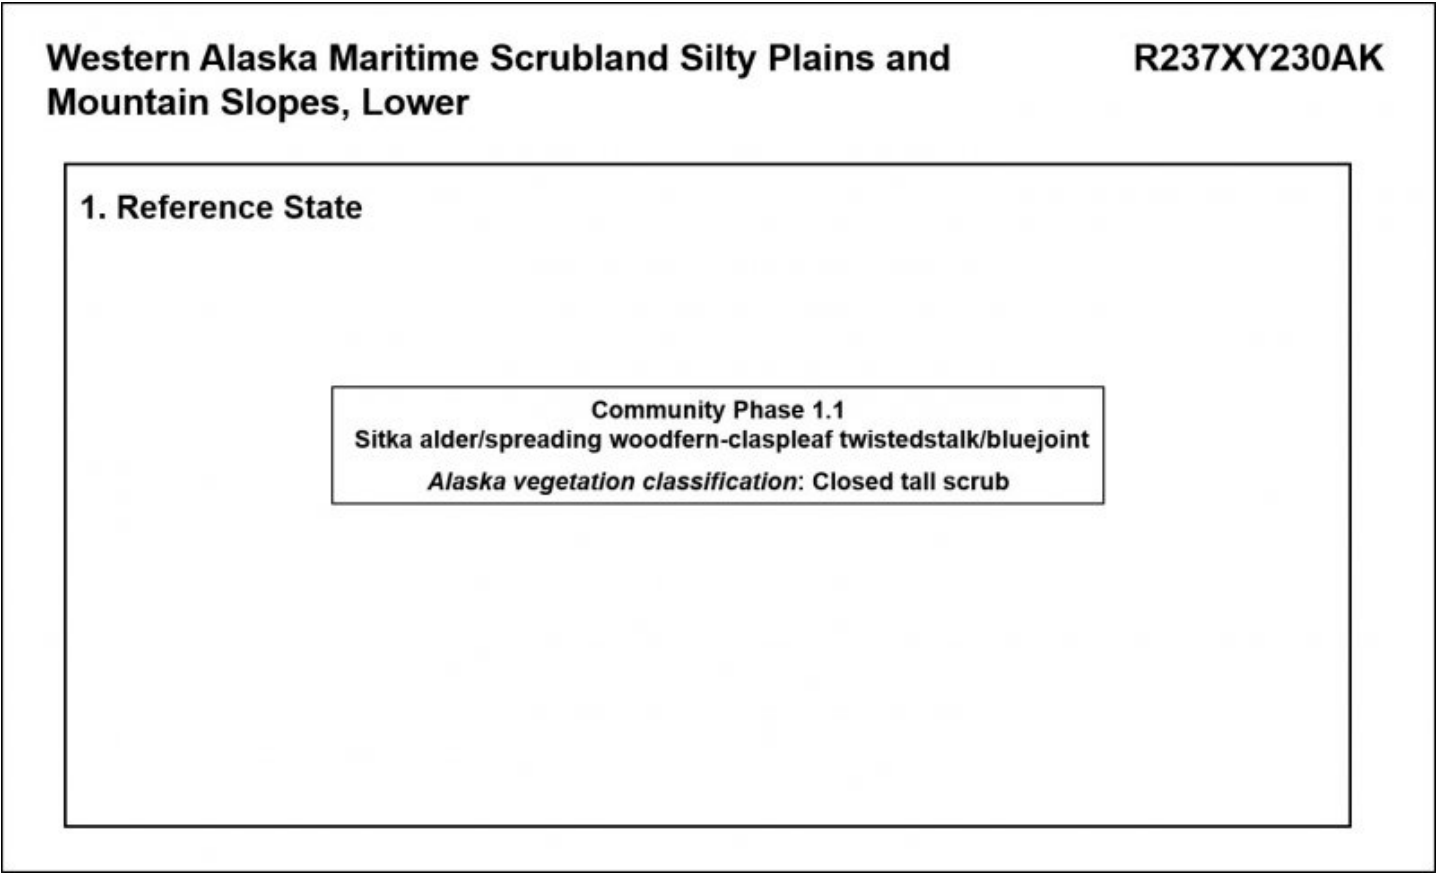 Western Alaska Maritime Scrubland Silty Plains and
Mountain Slopes, Lower
R237XY230AK
1. Reference State
Community Phase 1.1
Sitka alder/spreading woodfern-claspleaf twistedstalk/bluejoint
Alaska vegetation classification: Closed tall scrub